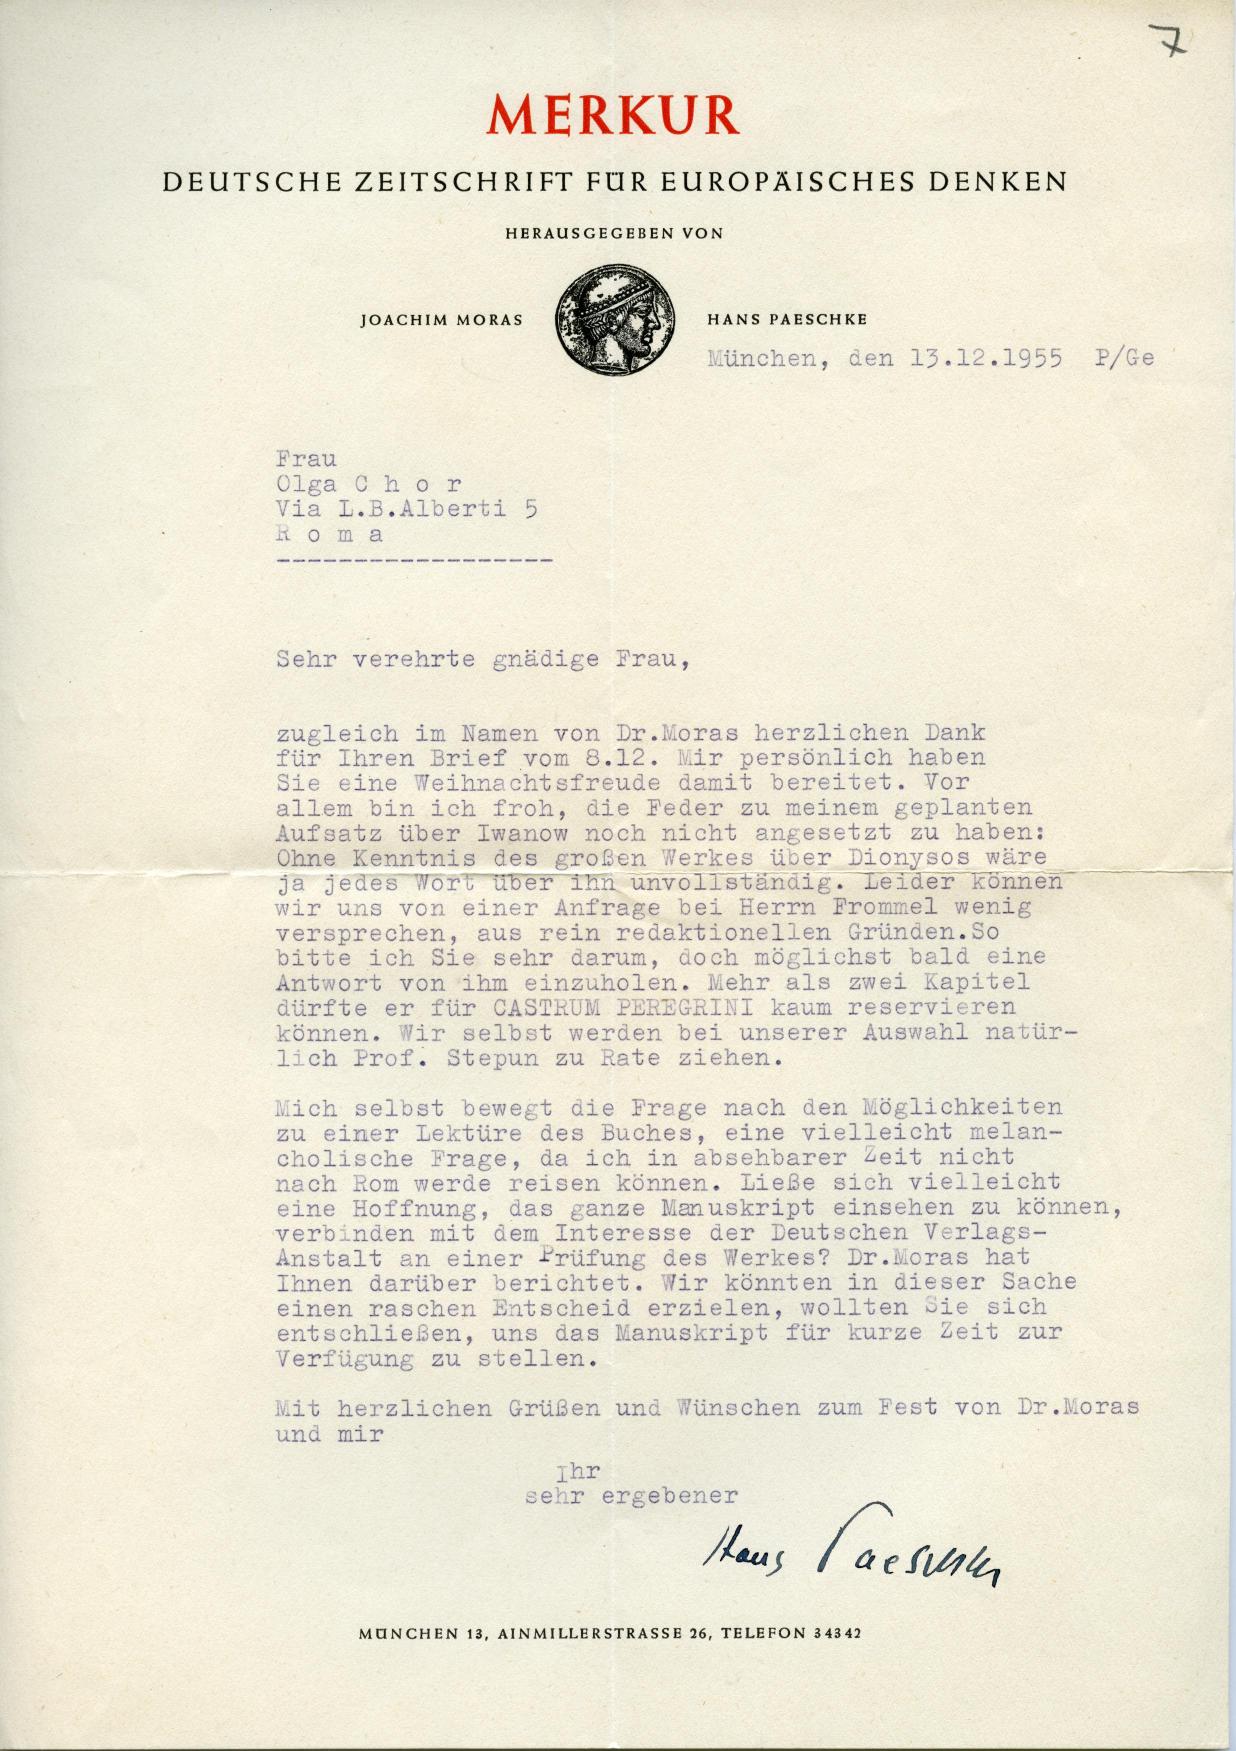 7
MERKUR
DEUTSCHE ZEITSCHRIFT FÜR EUROPÄISCHES DENKEN
HERAUSGEGEBEN VON
JOACHIM MORAS HANS PAESCHKE
München, den 13.12.1955 P/Ge
Frau
Olga C h o r
Via L.B.Alberti 5
R o m a
------------------
Sehr verehrte gnädige Frau,
zugleich im Namen von Dr.Moras herzlichen Dank
für Ihren Brief vom 8.12. Mir persönlich haben
Sie eine Weihnachtsfreude damit bereitet. Vor
allem bin ich froh, die Feder zu meinem geplanten
Aufsatz über Iwanow noch nicht angesetzt zu haben:
Ohne Kenntnis des großen Werkes über Dionysos wäre
ja jedes Wort über ihn unvollständig. Leider können
wir uns von einer Anfrage bei Herrn Frommel wenig
versprechen, aus rein redaktionellen Gründen.So
bitte ich Sie sehr darum, doch möglichst bald eine
Antwort von ihm einzuholen. Mehr als zwei Kapitel
dürfte er für CASTRUM PEREGRINI kaum reservieren
können. Wir selbst werden bei unserer Auswahl natür-
lich Prof. Stepun zu Rate ziehen.
Mich selbst bewegt die Frage nach den Möglichkeiten
zu einer Lektüre des Buches, eine vielleicht melan-
cholische Frage, da ich in absehbarer Zeit nicht
nach Rom werde reisen können. Ließe sich vielleicht
eine Hoffnung, das ganze Manuskript einsehen zu können,
verbinden mit dem Interesse der Deutschen Verlags-
Anstalt an einer Prüfung des Werkes? Dr.Moras hat
Ihnen darüber berichtet. Wir könnten in dieser Sache
einen raschen Entscheid erzielen, wollten Sie sich
entschließen, uns das Manuskript für kurze Zeit zur
Verfügung zu stellen.
Mit herzlichen Grüßen und Wünschen zum Fest von Dr.Moras
und mir
Ihr
sehr ergebener
Hans Paeschke
MÜNCHEN 13, AINMILLERSTRASSE 26, TELEFON 34342